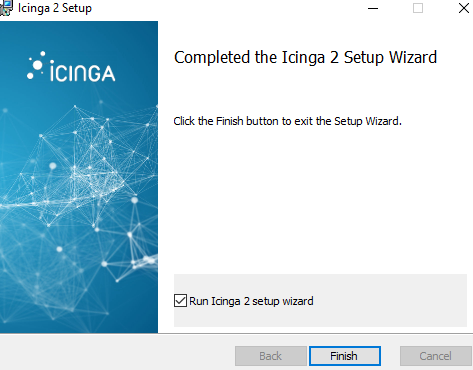 Icinga 2 Setup
icinga
Completed the Icinga 2 Setup Wizard
Click the Finish button to exit the Setup Wizard.
Run Icinga 2 setup wizard
Back
Finish
Cancel